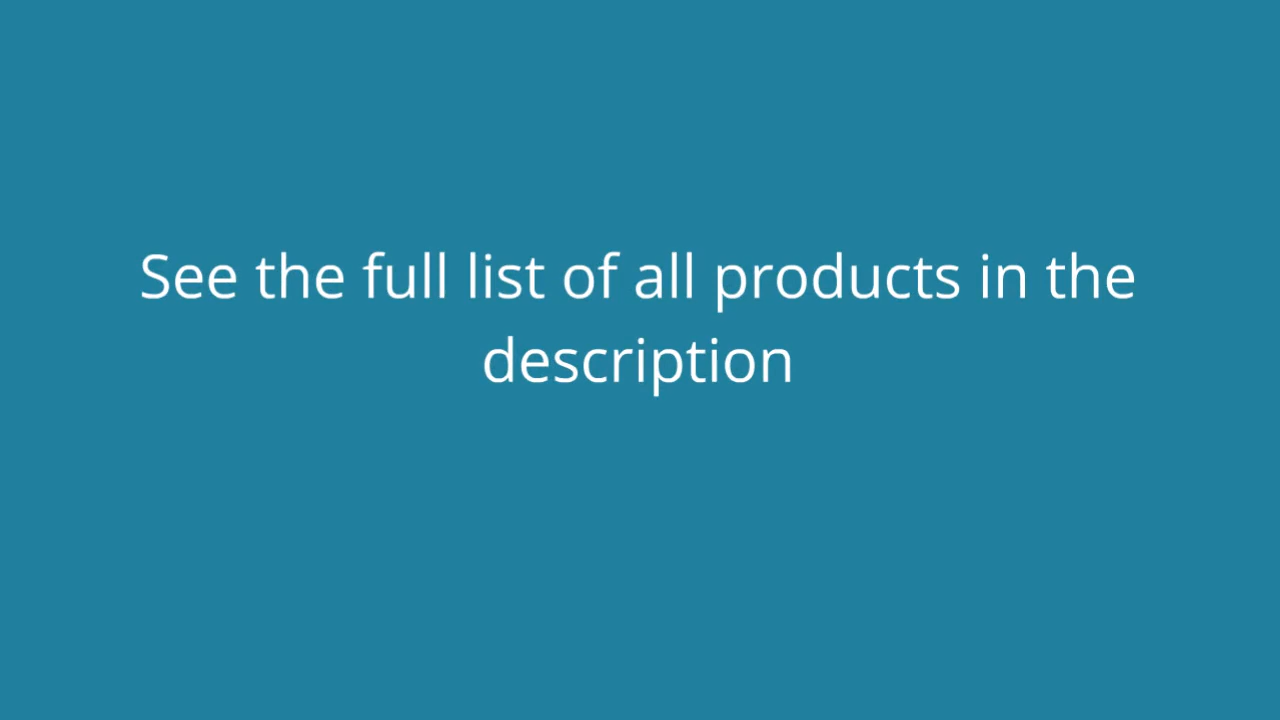 See the full list of all products in the
description